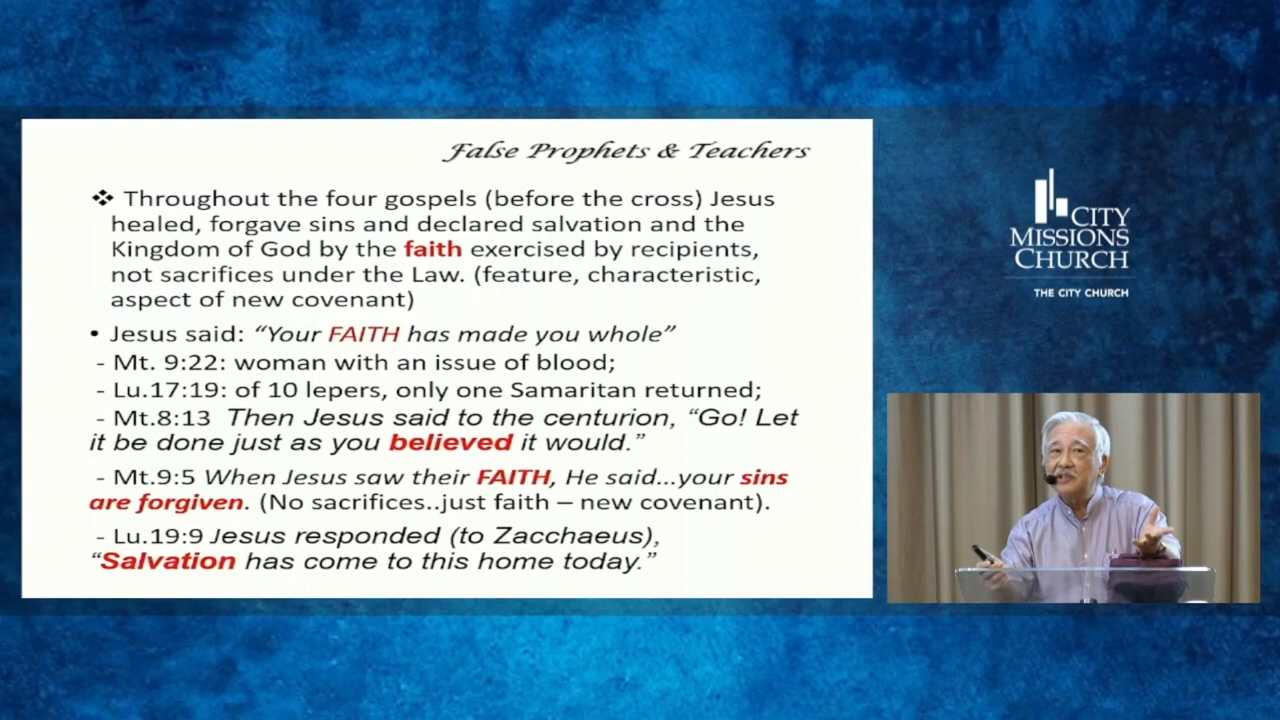 False Prophets & Teachers
❖ Throughout the four gospels (before the cross) Jesus
healed, forgave sins and declared salvation and the
Kingdom of God by the faith exercised by recipients,
not sacrifices under the Law. (feature, characteristic,
aspect of new covenant)
• Jesus said: “Your FAITH has made you whole”
- Mt. 9:22: woman with an issue of blood;
- Lu.17:19: of 10 lepers, only one Samaritan returned;
- Mt.8:13 Then Jesus said to the centurion, “Go! Let
it be done just as you believed it would.”
- Mt.9:5 When Jesus saw their FAITH, He said...your sins
are forgiven. (No sacrifices..just faith – new covenant).
- Lu.19:9 Jesus responded (to Zacchaeus),
“Salvation has come to this home today.”
CITY
MISSIONS
CHURCH
THE CITY CHURCH